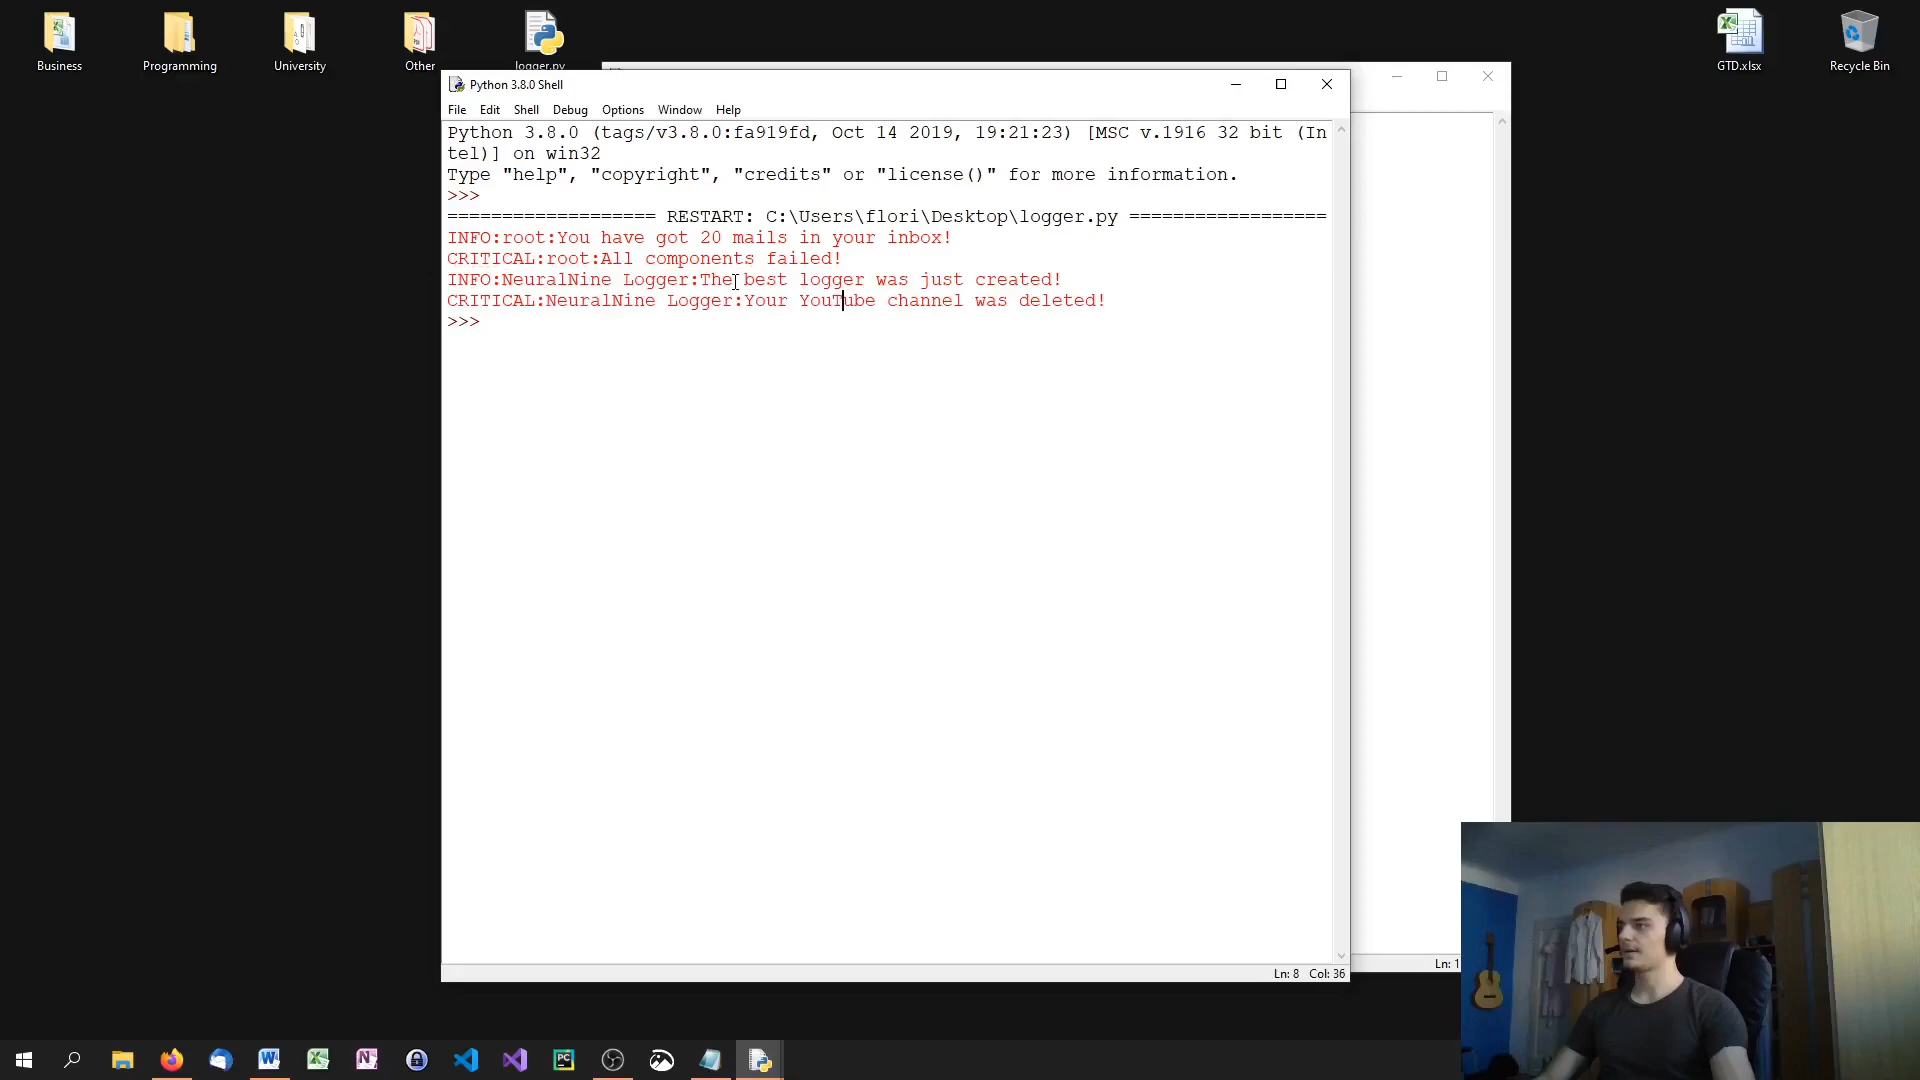 Business
Programming
University
Other
logger.py
GTD.xlsx
Recycle Bin
Python 3.8.0 Shell
File Edit Shell Debug Options Window Help
Python 3.8.0 (tags/v3.8.0:fa919fd, Oct 14 2019, 19:21:23) [MSC v.1916 32 bit (In
tel)] on win32
Type "help", "copyright", "credits" or "license()" for more information.
>>>
=================== RESTART: C:\Users\flori\Desktop\logger.py ==================
INFO:root:You have got 20 mails in your inbox!
CRITICAL:root:All components failed!
INFO:NeuralNine Logger:The best logger was just created!
CRITICAL:NeuralNine Logger:Your YouTube channel was deleted!
>>>
Ln: 8 Col: 36
Ln: 1